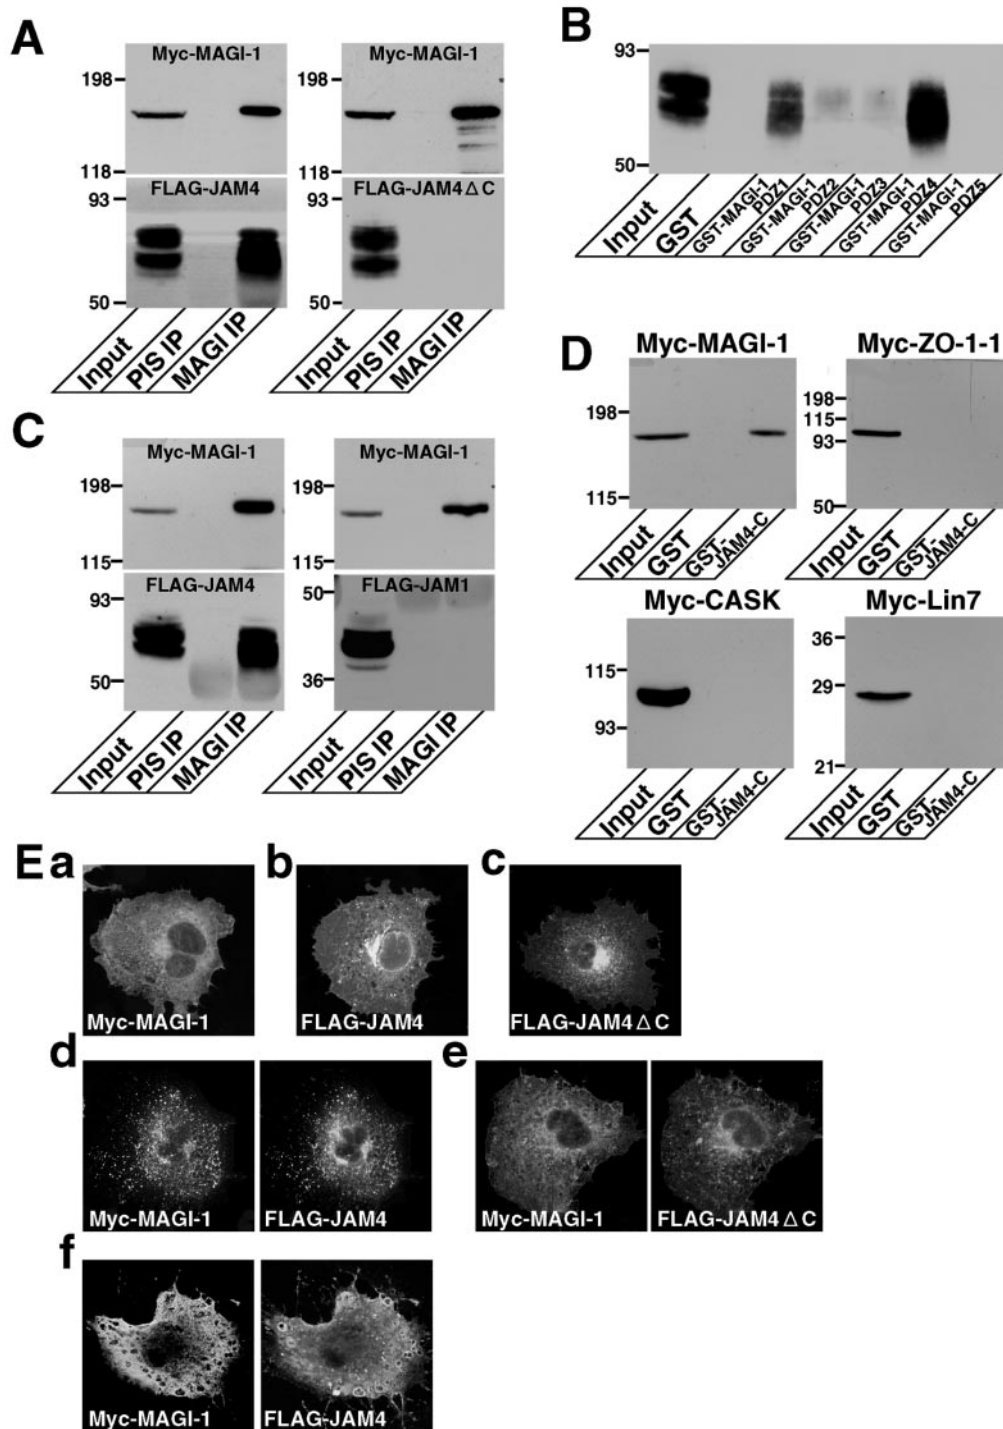 A
Myc-MAGI-1
198
118
FLAG-JAM4
93
50
Input
PIS IP
MAGI IP
Myc-MAGI-1
198
118
FLAG-JAM4 Δ C
93
50
Input
PIS IP
MAGI IP
B
93
50
Input
GST
GST-MAGI-1 PDZ1
GST-MAGI-1 PDZ2
GST-MAGI-1 PDZ3
GST-MAGI-1 PDZ4
GST-MAGI-1 PDZ5
C
Myc-MAGI-1
198
115
FLAG-JAM4
93
50
Input
PIS IP
MAGI IP
Myc-MAGI-1
198
115
FLAG-JAM1
50
36
Input
PIS IP
MAGI IP
D
Myc-MAGI-1
198
115
Input
GST
GST-
JAM4-C
Myc-ZO-1-1
198
115
93
50
Input
GST
GST-
JAM4-C
Myc-CASK
115
93
Input
GST
GST-
JAM4-C
Myc-Lin7
36
29
21
Input
GST
GST-
JAM4-C
E
a
Myc-MAGI-1
b
FLAG-JAM4
c
FLAG-JAM4 Δ C
d
Myc-MAGI-1
FLAG-JAM4
e
Myc-MAGI-1
FLAG-JAM4 Δ C
f
Myc-MAGI-1
FLAG-JAM4